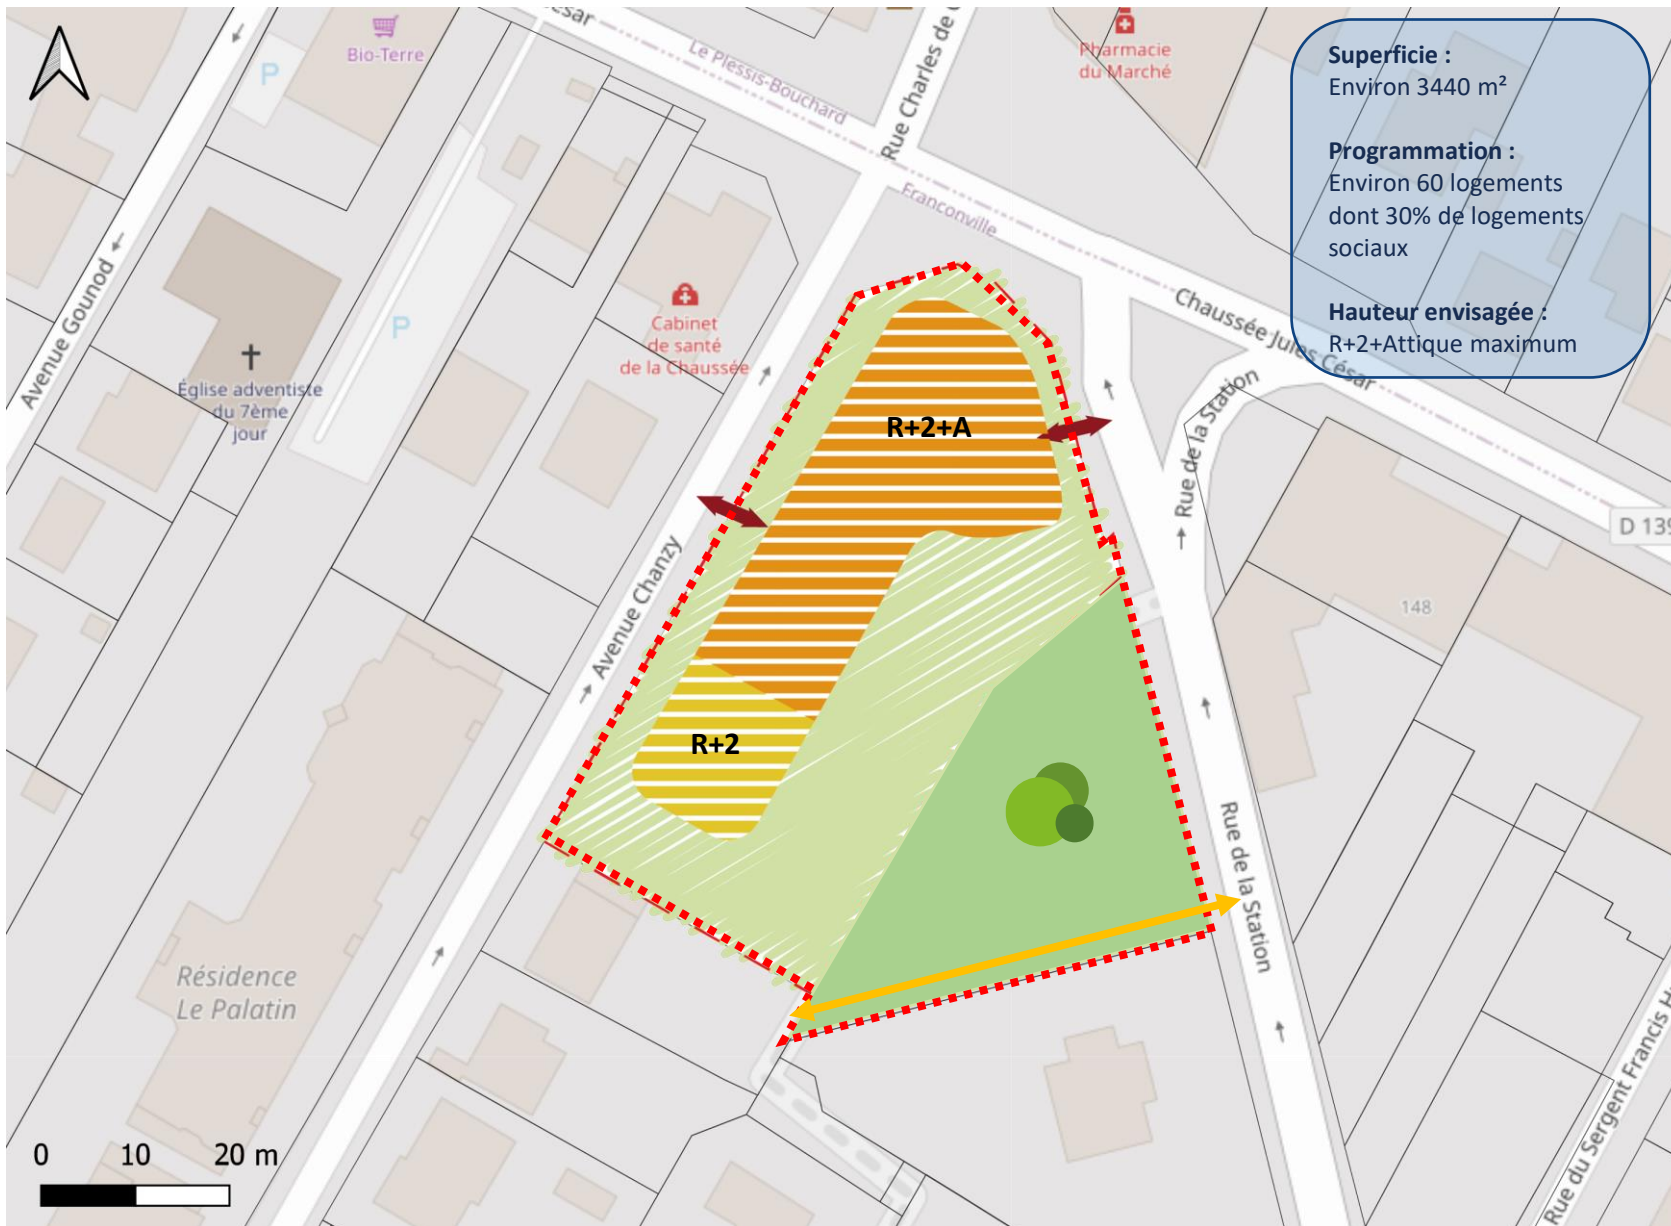 César
Bio-Terre
P
Le Plessis-Bouchard
Rue Charles de
Pharmacie
du Marché
Superficie :
Environ 3440 m²
Programmation :
Environ 60 logements
dont 30% de logements
sociaux
Hauteur envisagée :
R+2+Attique maximum
Franconville
Chaussée Jules César
Avenue Gounod
P
Cabinet
de santé
de la Chaussée
Église adventiste
du 7ème
jour
R+2+A
Rue de la Station
D 139
Avenue Chanzy
148
R+2
Rue de la Station
Résidence
Le Palatin
Rue du Sergent Francis
0 10 20 m